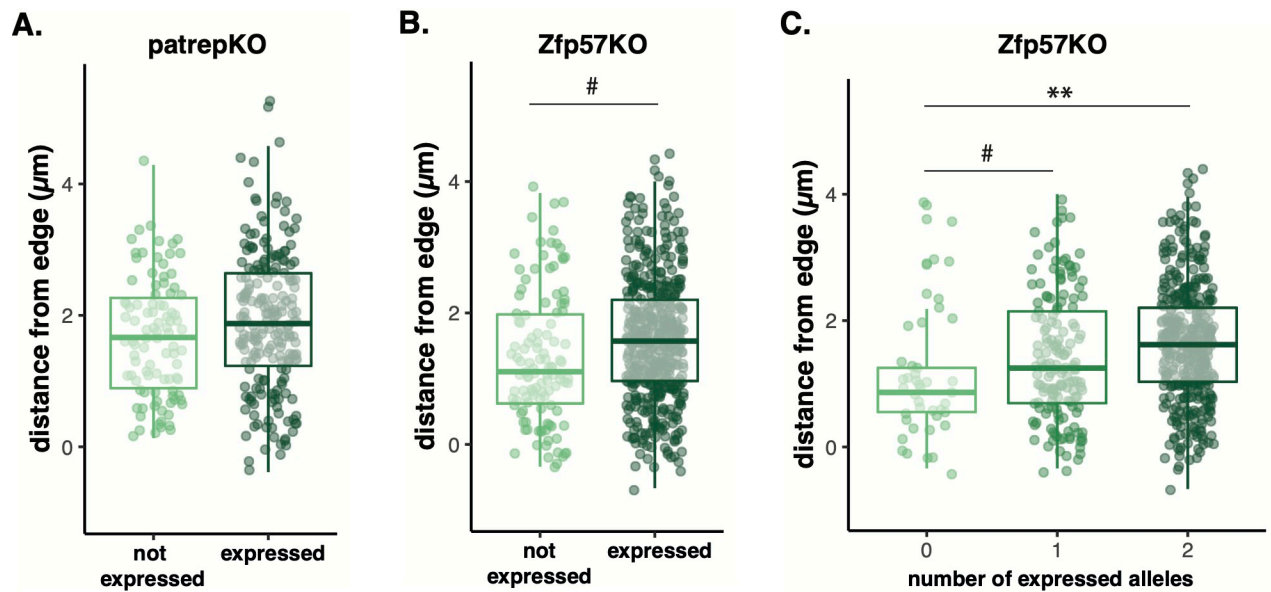 A.
patrepKO
distance from edge (µm)
4
2
0
not
expressed
expressed
B.
Zfp57KO
#
distance from edge (µm)
4
2
0
not
expressed
expressed
C.
Zfp57KO
**
#
distance from edge (µm)
4
2
0
0
1
2
number of expressed alleles